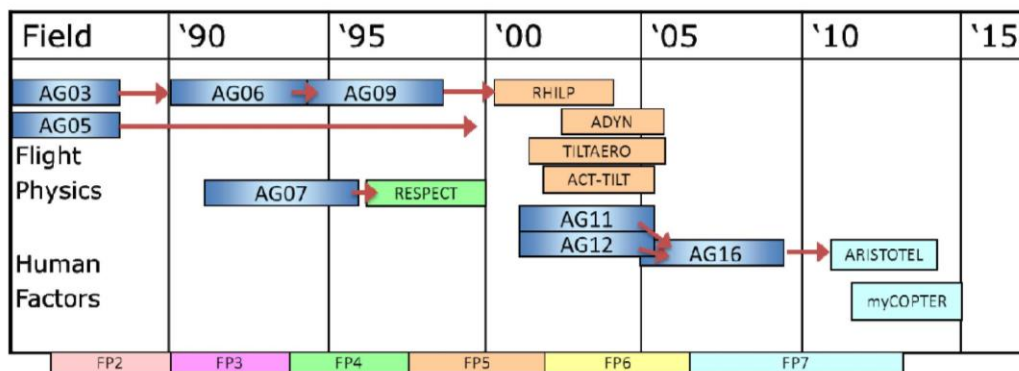 Field ‘90 ‘95 ‘00 ‘05 ‘10 ‘15
AG03 AG06 AG09 RHILP
AG05 ADYN
Flight TILTAERO
Physics AG07 RESPECT ACT-TILT
AG11
AG12 AG16 ARISTOTEL
Human
Factors myCOPTER
FP2 FP3 FP4 FP5 FP6 FP7